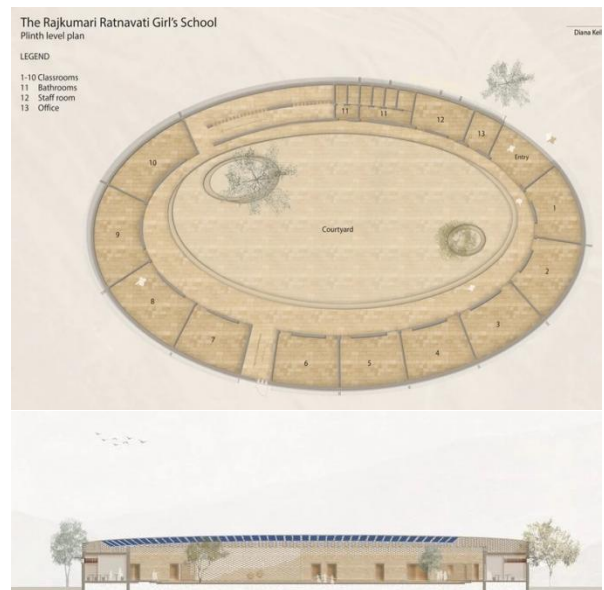 The Rajkumari Ratnavati Girl's School
Plinth level plan
Diana Kel
LEGEND
1-10 Classrooms
11 Bathrooms
12 Staff room
13 Office
11
11
12
13
Entry
10
1
9
Courtyard
2
8
3
7
6
5
4